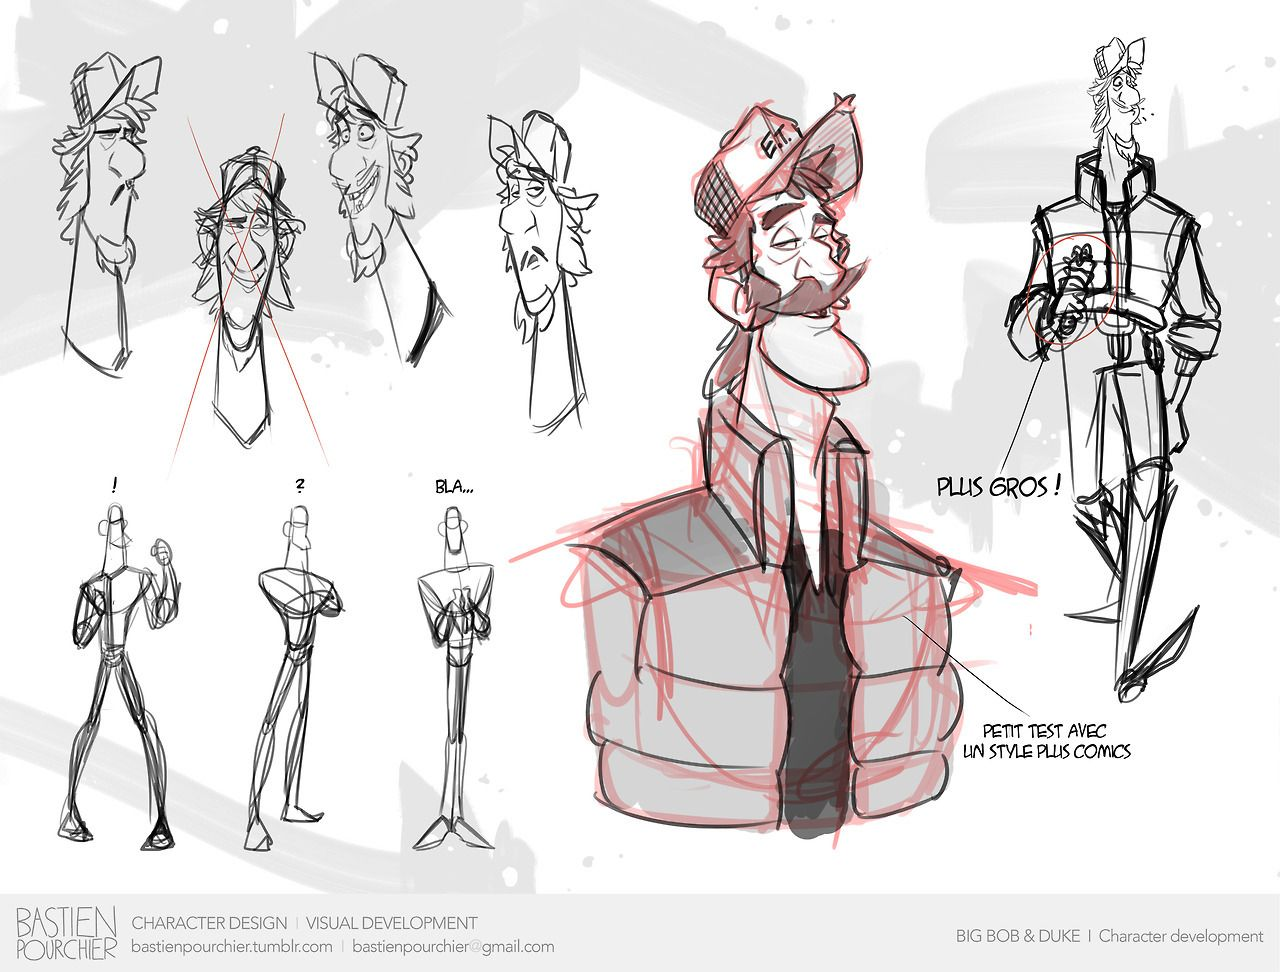 E.T.
!
?
BLA...
PLUS GROS !
PETIT TEST AVEC
UN STYLE PLUS COMICS
BASTIEN
POURCHIER
CHARACTER DESIGN | VISUAL DEVELOPMENT
bastienpourchier.tumblr.com | bastienpourchier@gmail.com
BIG BOB & DUKE | Character development